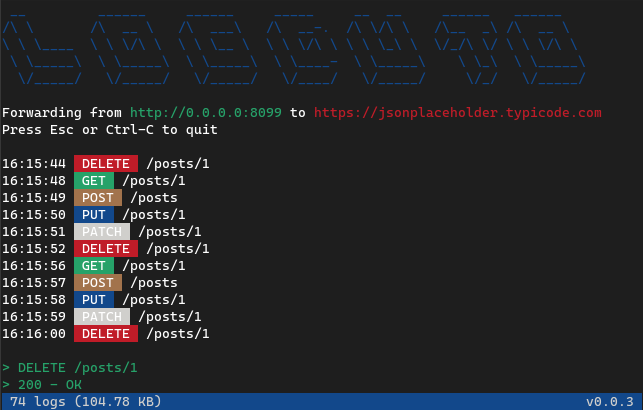 LOGDUTO
Forwarding from http://0.0.0.0:8099 to https://jsonplaceholder.typicode.com
Press Esc or Ctrl-C to quit
16:15:44 DELETE /posts/1
16:15:48 GET /posts/1
16:15:49 POST /posts
16:15:50 PUT /posts/1
16:15:51 PATCH /posts/1
16:15:52 DELETE /posts/1
16:15:56 GET /posts/1
16:15:57 POST /posts
16:15:58 PUT /posts/1
16:15:59 PATCH /posts/1
16:16:00 DELETE /posts/1
> DELETE /posts/1
> 200 - OK
74 logs (104.78 KB) v0.0.3